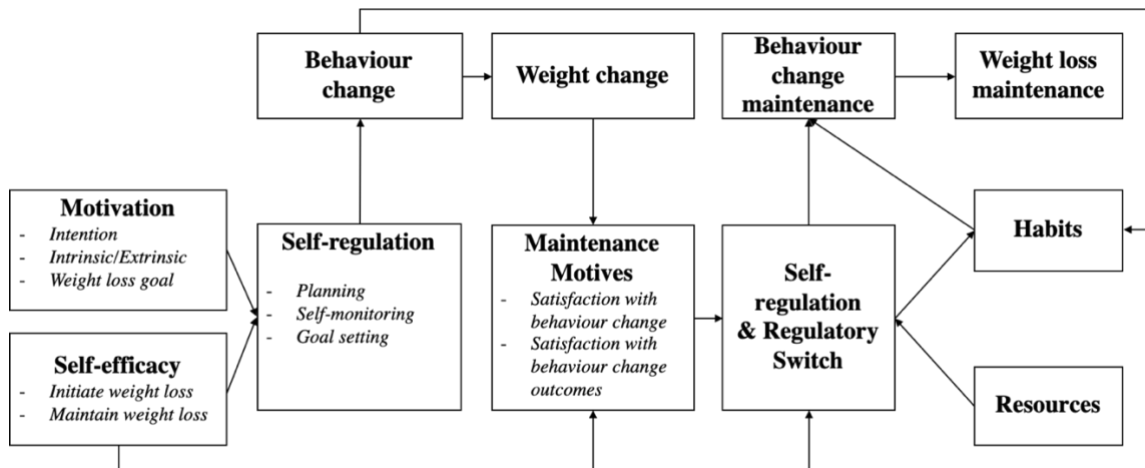 Behaviour
change
Weight change
Behaviour
change
maintenance
Weight loss
maintenance
Motivation
- Intention
- Intrinsic/Extrinsic
- Weight loss goal
Self-efficacy
- Initiate weight loss
- Maintain weight loss
Self-regulation
- Planning
- Self-monitoring
- Goal setting
Maintenance
Motives
- Satisfaction with
behaviour change
- Satisfaction with
behaviour change
outcomes
Self-
regulation
& Regulatory
Switch
Habits
Resources